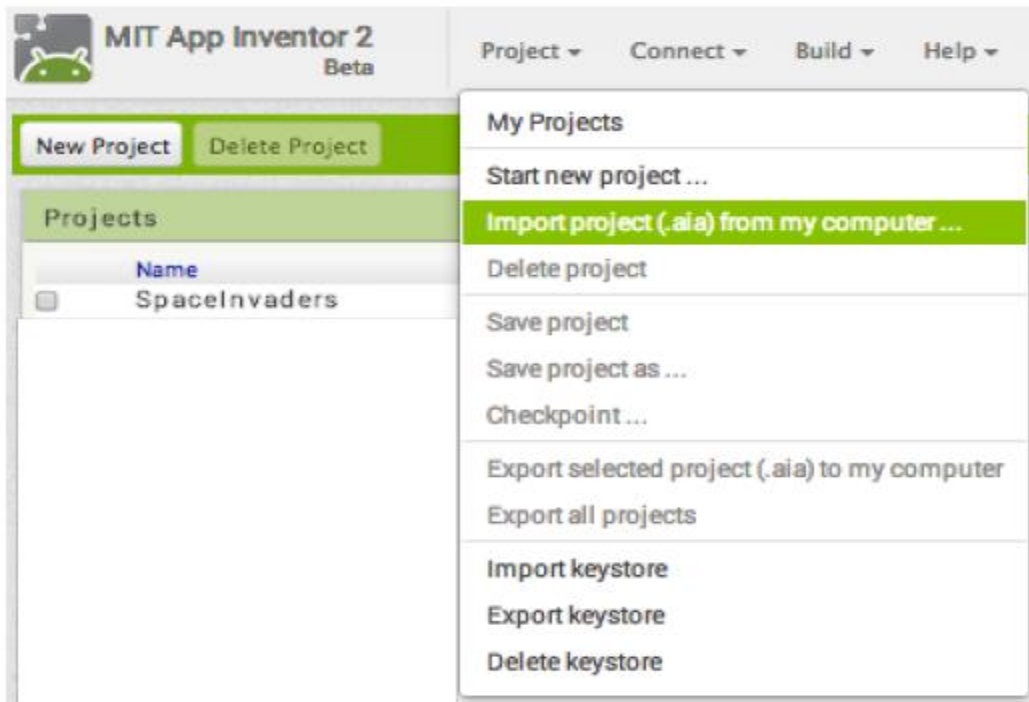 MIT App Inventor 2
Beta
Project Connect Build Help
New Project Delete Project
Projects
Name
SpaceInvaders
My Projects
Start new project ...
Import project (.aia) from my computer ...
Delete project
Save project
Save project as ...
Checkpoint ...
Export selected project (.aia) to my computer
Export all projects
Import keystore
Export keystore
Delete keystore